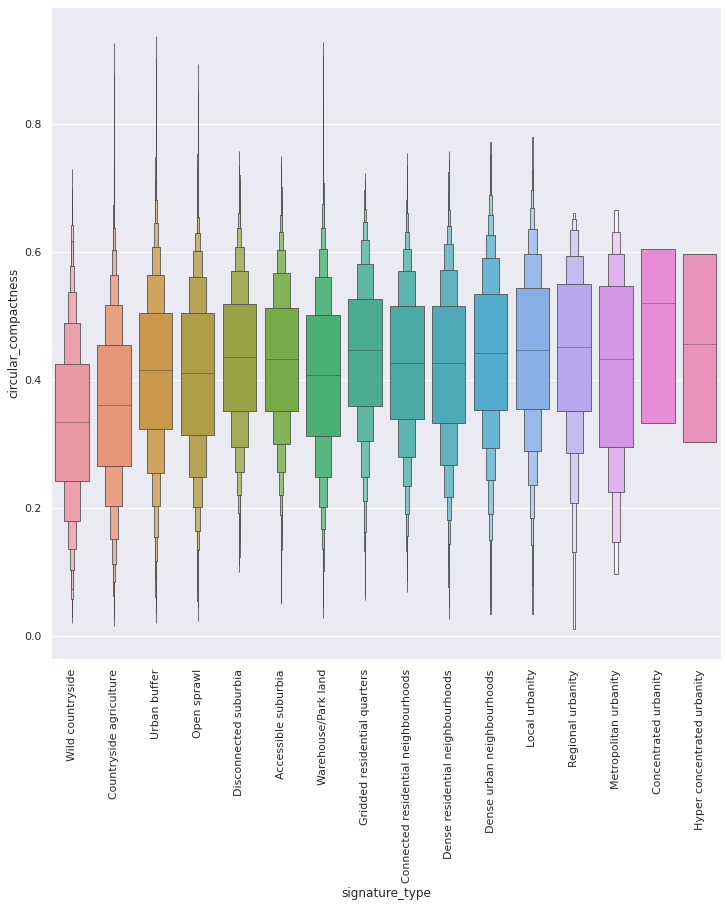 circular_compactness
0.8
0.6
0.4
0.2
0.0
Wild countryside
Countryside agriculture
Urban buffer
Open sprawl
Disconnected suburbia
Accessible suburbia
Warehouse/Park land
Gridded residential quarters
Connected residential neighbourhoods
Dense residential neighbourhoods
Dense urban neighbourhoods
Local urbanity
Regional urbanity
Metropolitan urbanity
Concentrated urbanity
Hyper concentrated urbanity
signature_type